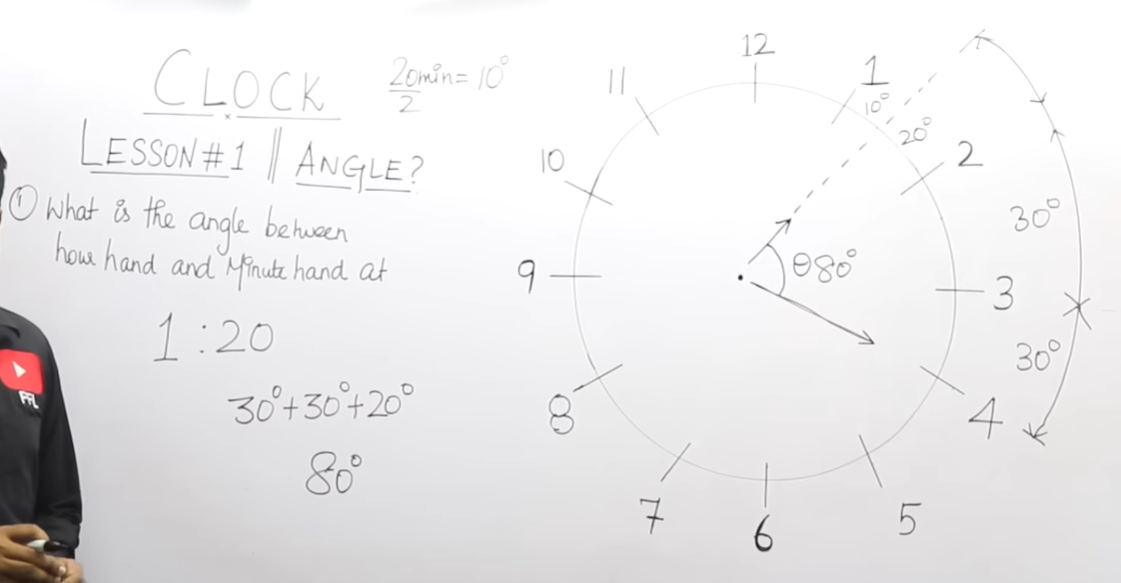 CLOCK
20min = 10°
2
LESSON#1 || ANGLE?
① What is the angle between
hour hand and Minute hand at
1:20
30°+30°+20°
80°
12
11
1
10°
20°
10
2
30°
θ80°
9
3
30°
8
4
7
6
5
PFL